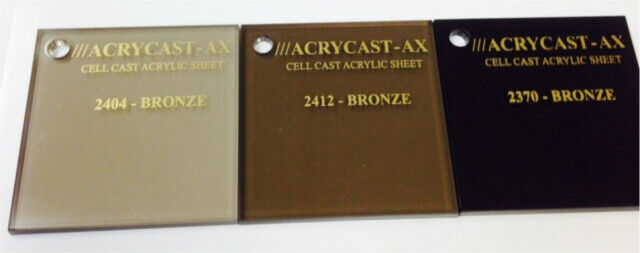 ///ACRYCAST-AX
CELL CAST ACRYLIC SHEET
2404 - BRONZE
///ACRYCAST-AX
CELL CAST ACRYLIC SHEET
2412 - BRONZE
///ACRYCAST-AX
CELL CAST ACRYLIC SHEET
2370 - BRONZE